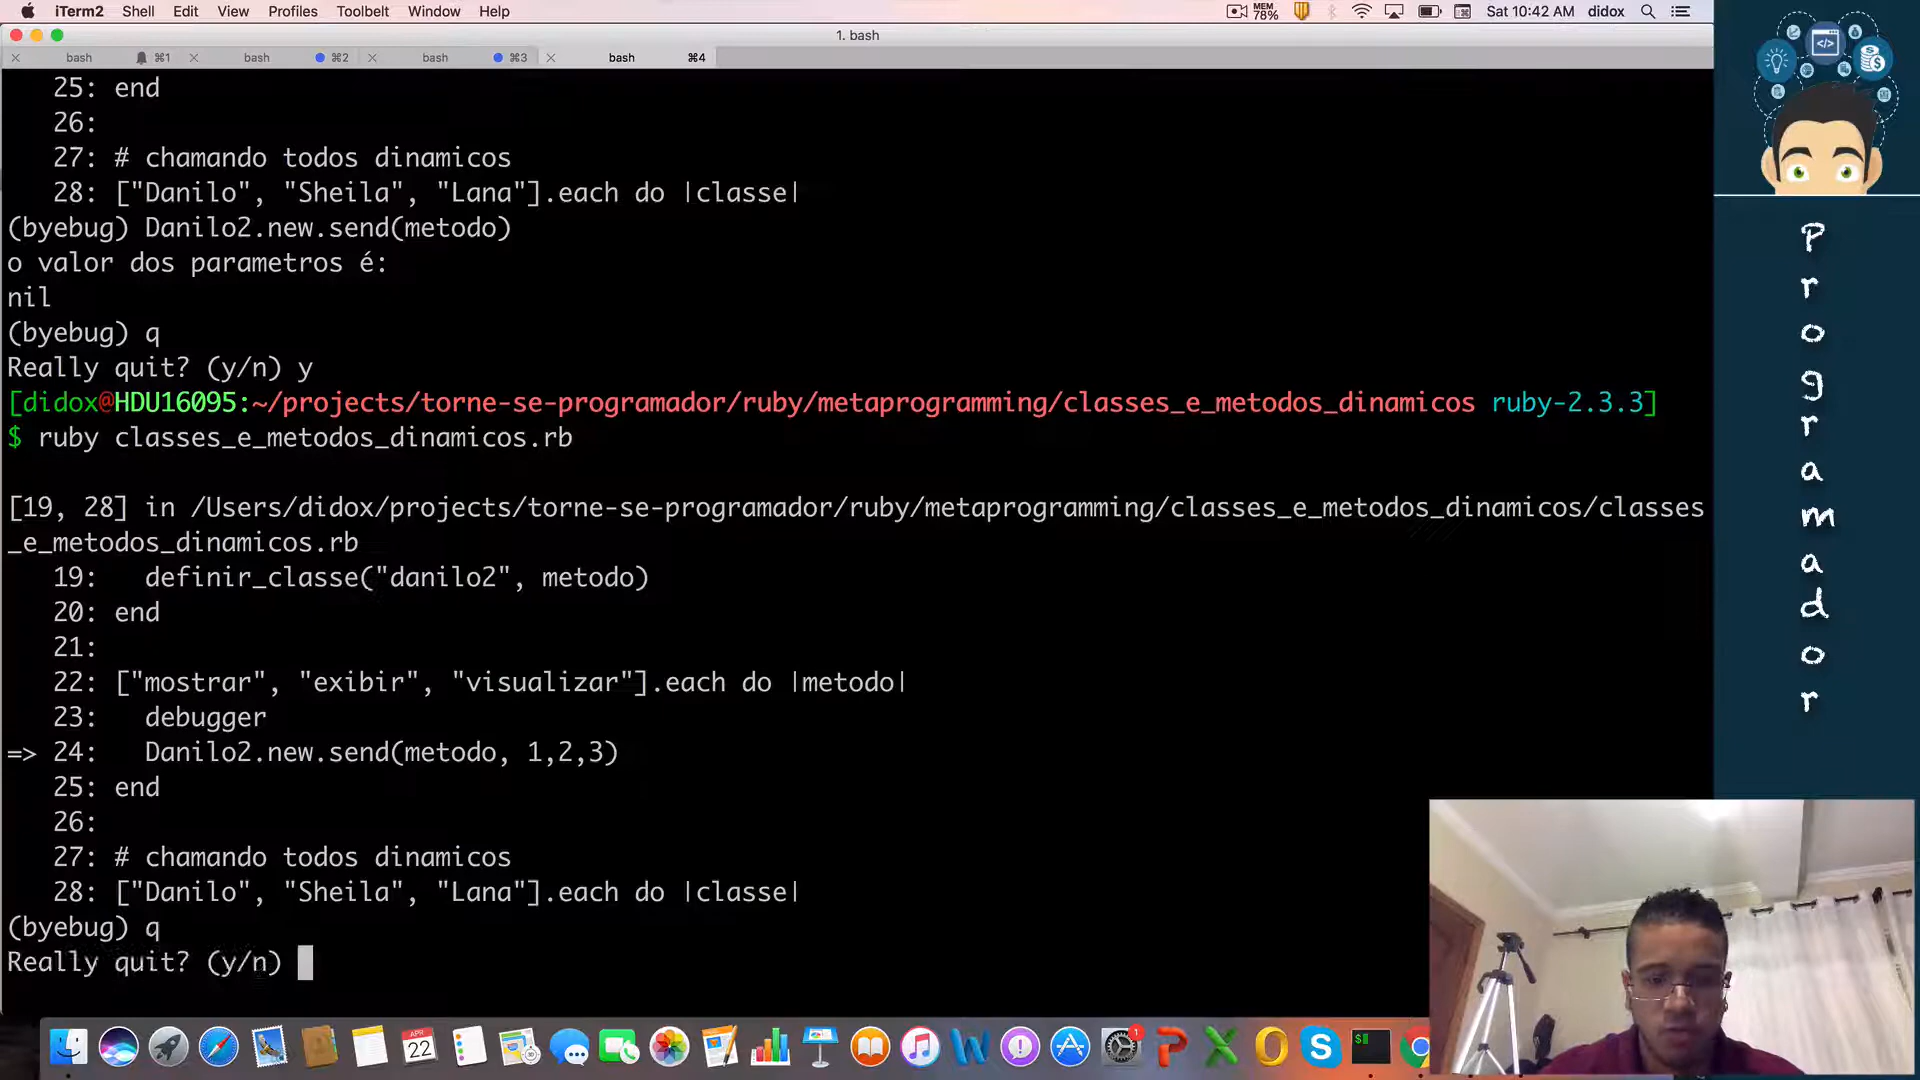 iTerm2 Shell Edit View Profiles Toolbelt Window Help MEM 78% Sat 10:42 AM didox
1. bash
bash ⌘1 bash ⌘2 bash ⌘3 bash ⌘4
25: end
26:
27: # chamando todos dinamicos
28: ["Danilo", "Sheila", "Lana"].each do |classe|
(byebug) Danilo2.new.send(metodo)
o valor dos parametros é:
nil
(byebug) q
Really quit? (y/n) y
[didox@HDU16095:~/projects/torne-se-programador/ruby/metaprogramming/classes_e_metodos_dinamicos ruby-2.3.3]
$ ruby classes_e_metodos_dinamicos.rb
[19, 28] in /Users/didox/projects/torne-se-programador/ruby/metaprogramming/classes_e_metodos_dinamicos/classes
_e_metodos_dinamicos.rb
19: definir_classe("danilo2", metodo)
20: end
21:
22: ["mostrar", "exibir", "visualizar"].each do |metodo|
23: debugger
=> 24: Danilo2.new.send(metodo, 1,2,3)
25: end
26:
27: # chamando todos dinamicos
28: ["Danilo", "Sheila", "Lana"].each do |classe|
(byebug) q
Really quit? (y/n)
Programador
APR
22
1